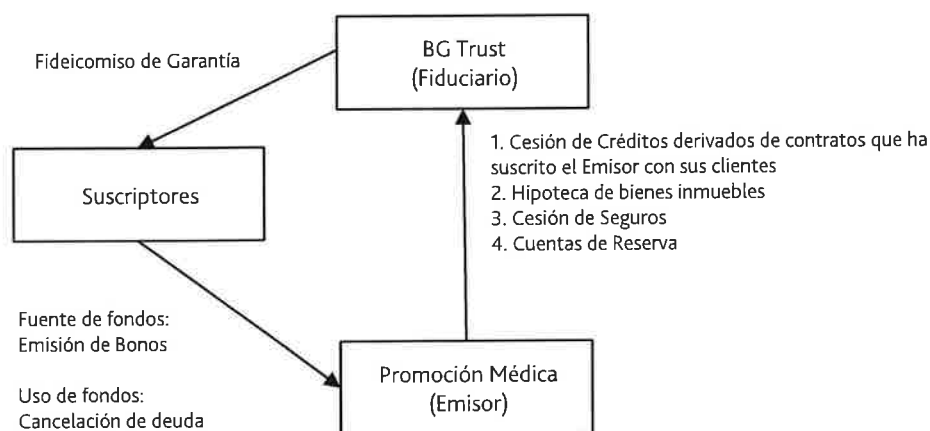 Fideicomiso de Garantía
BG Trust
(Fiduciario)
1. Cesión de Créditos derivados de contratos que ha
suscrito el Emisor con sus clientes
2. Hipoteca de bienes inmuebles
3. Cesión de Seguros
4. Cuentas de Reserva
Suscriptores
Fuente de fondos:
Emisión de Bonos
Uso de fondos:
Cancelación de deuda
Promoción Médica
(Emisor)